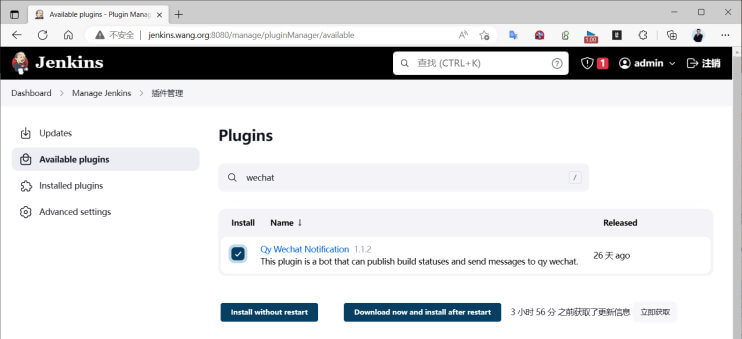 Available plugins - Plugin Manag
不安全 | jenkins.wang.org:8080/manage/pluginManager/available
1.00
Jenkins
查找 (CTRL+K)
1
admin
注销
Dashboard > Manage Jenkins > 插件管理
Updates
Available plugins
Installed plugins
Advanced settings
Plugins
wechat
/
Install Name ↓ Released
Qy Wechat Notification 1.1.2
This plugin is a bot that can publish build statuses and send messages to qy wechat.
26 天 ago
Install without restart
Download now and install after restart
3 小时 56 分 之前获取了更新信息
立即获取